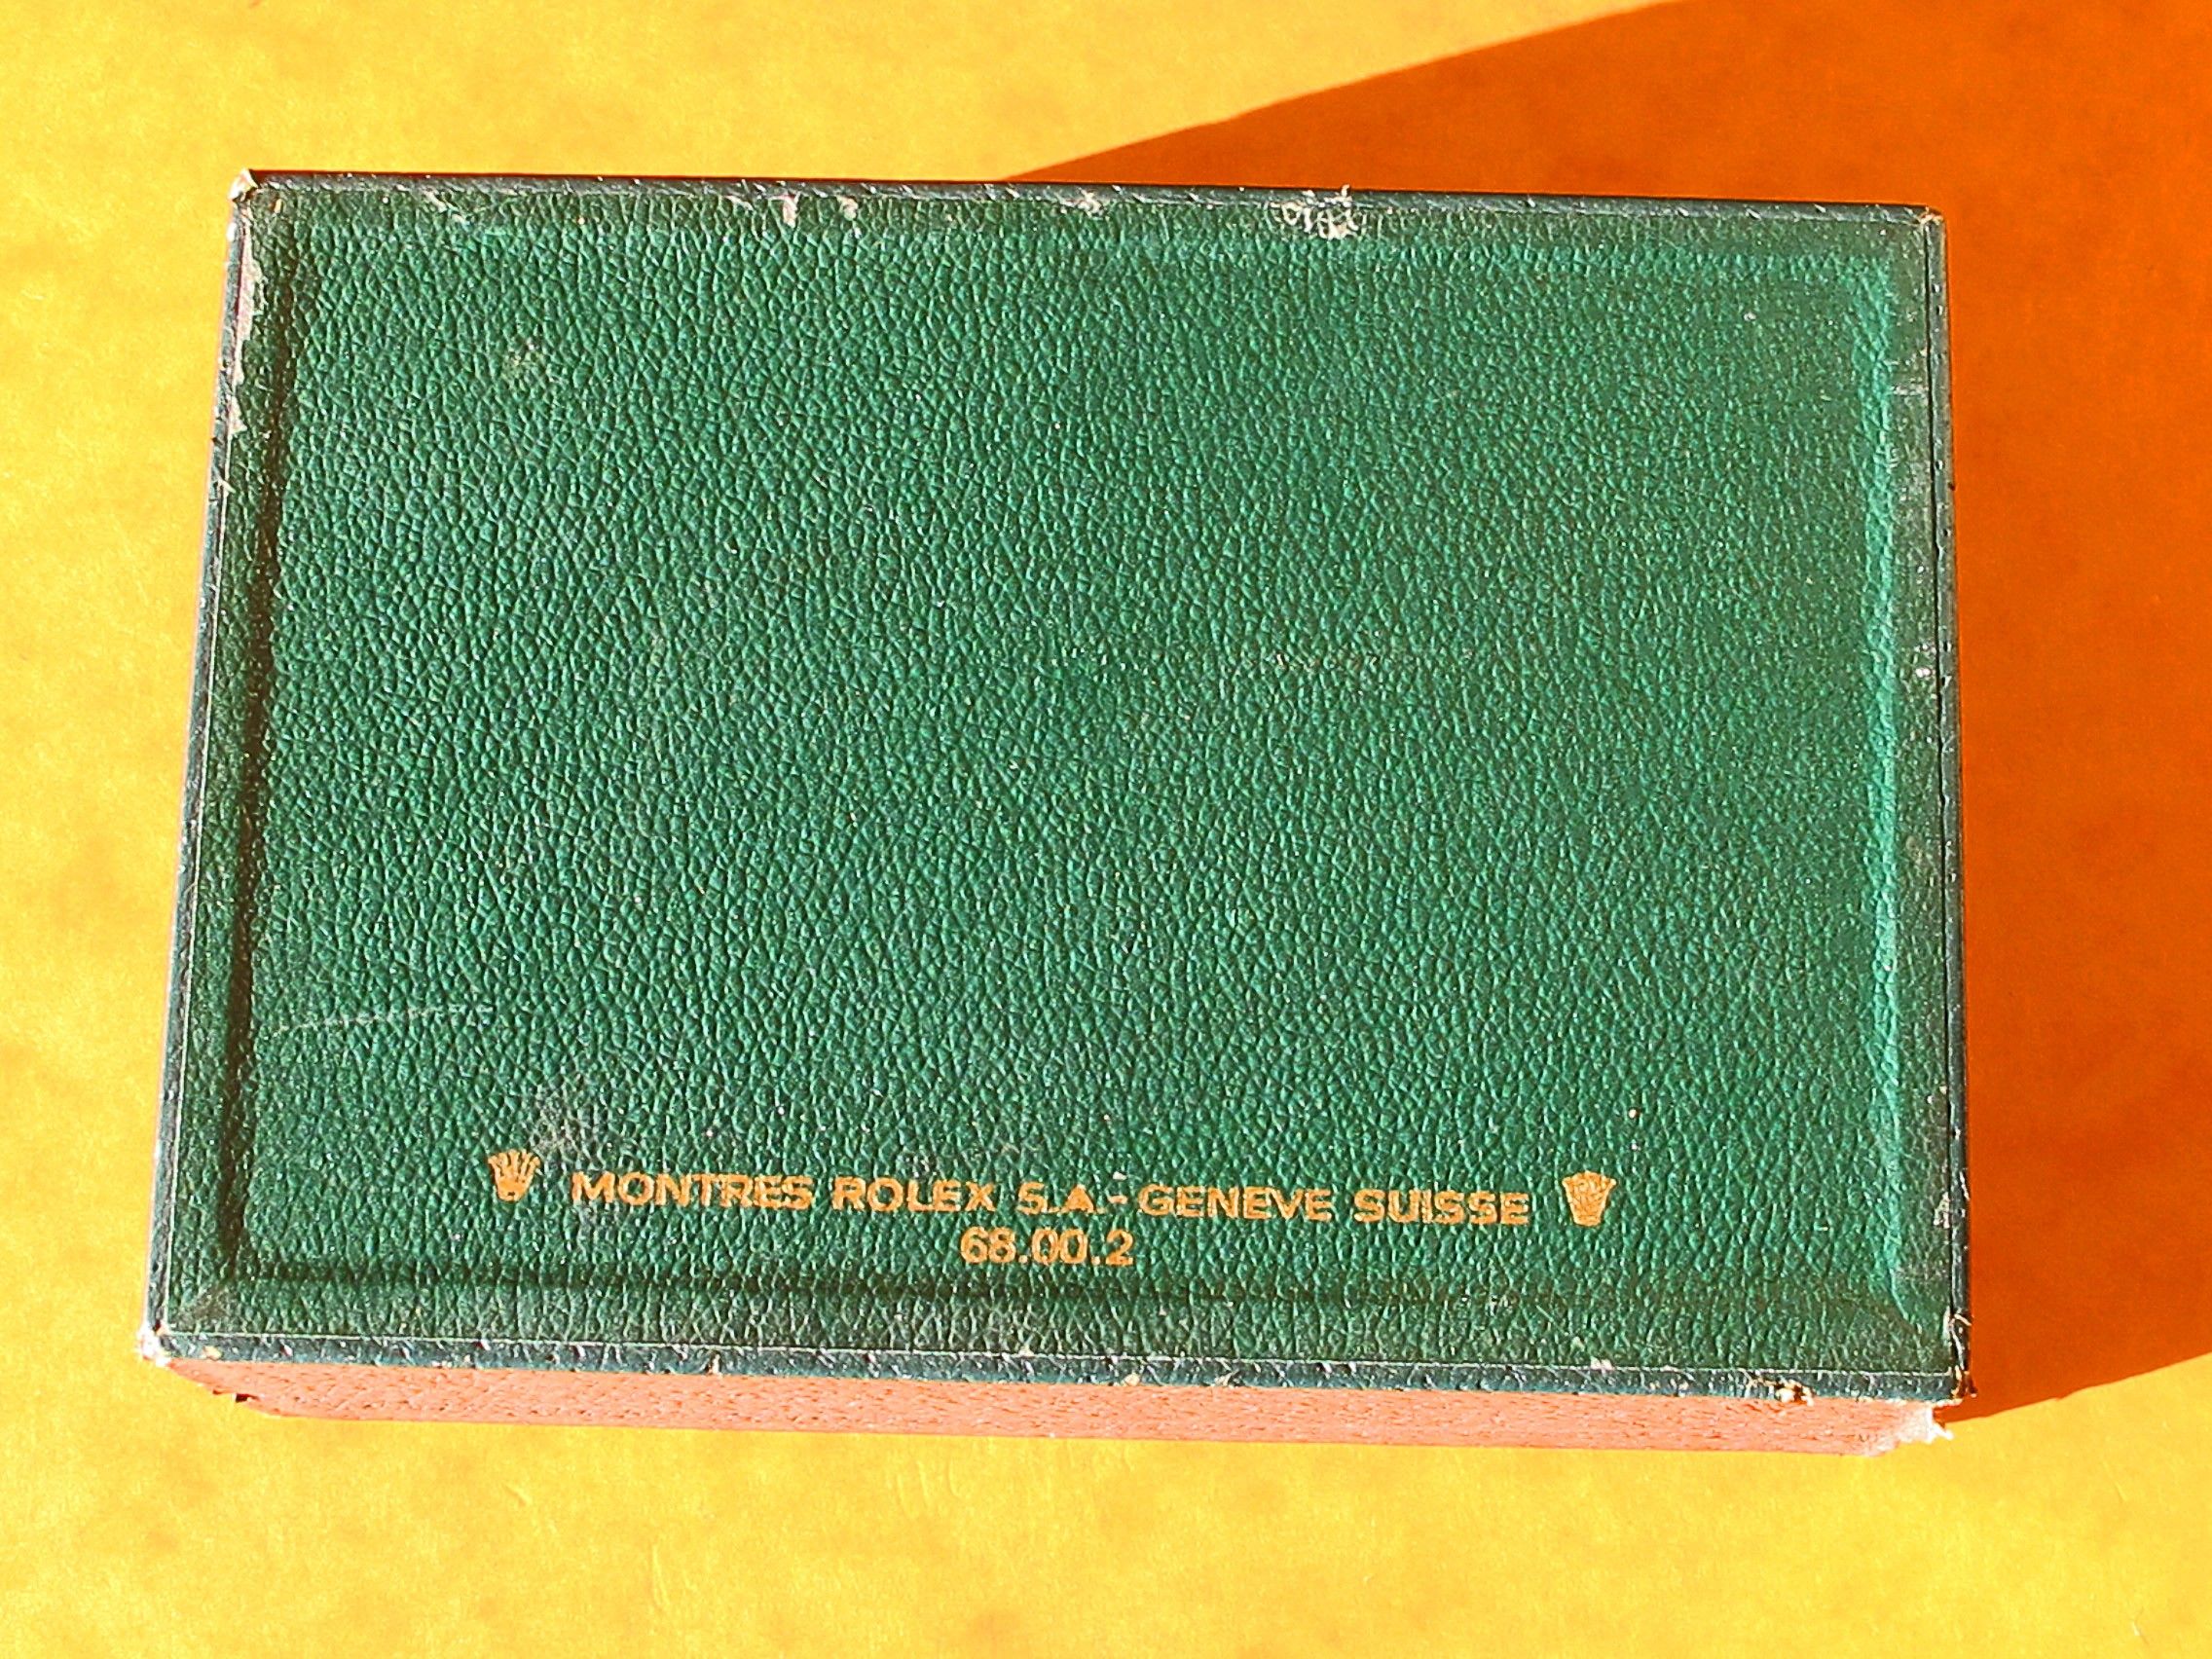 MONTRES ROLEX S.A.-GENEVE SUISSE
68.00.2